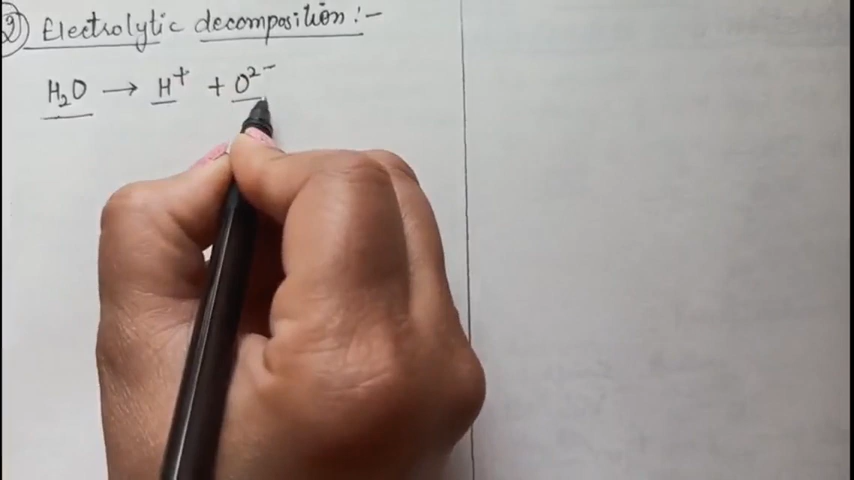 2) Electrolytic decomposition :-
H₂O → H⁺ + O²⁻